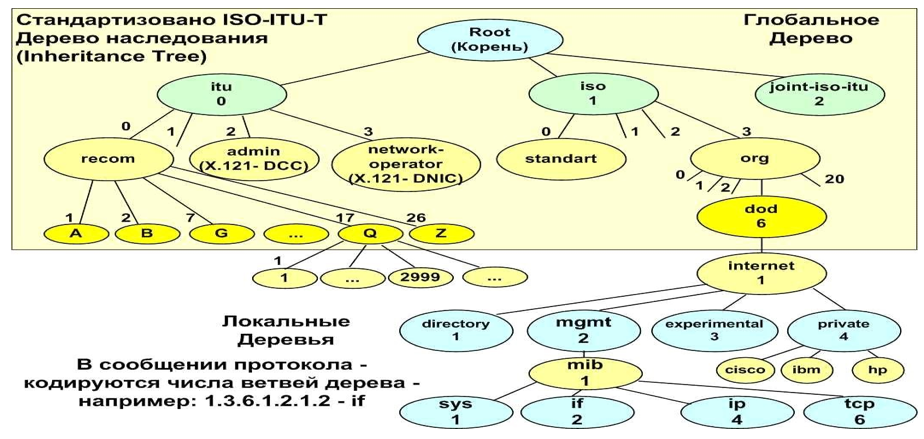 Стандартизовано ISO-ITU-T
Дерево наследования
(Inheritance Tree)
Root
(Корень)
Глобальное
Дерево
itu
0
iso
1
joint-iso-itu
2
0
1
2
3
0
1
2
3
recom
admin
(X.121- DCC)
network-
operator
(X.121- DNIC)
standart
org
0
1
2
20
1
2
7
17
26
A
B
G
...
Q
Z
dod
6
1
1
...
2999
...
internet
1
Локальные
Деревья
directory
1
mgmt
2
experimental
3
private
4
В сообщении протокола -
кодируются числа ветвей дерева -
например: 1.3.6.1.2.1.2 - if
mib
1
cisco
ibm
hp
sys
1
if
2
ip
4
tcp
6